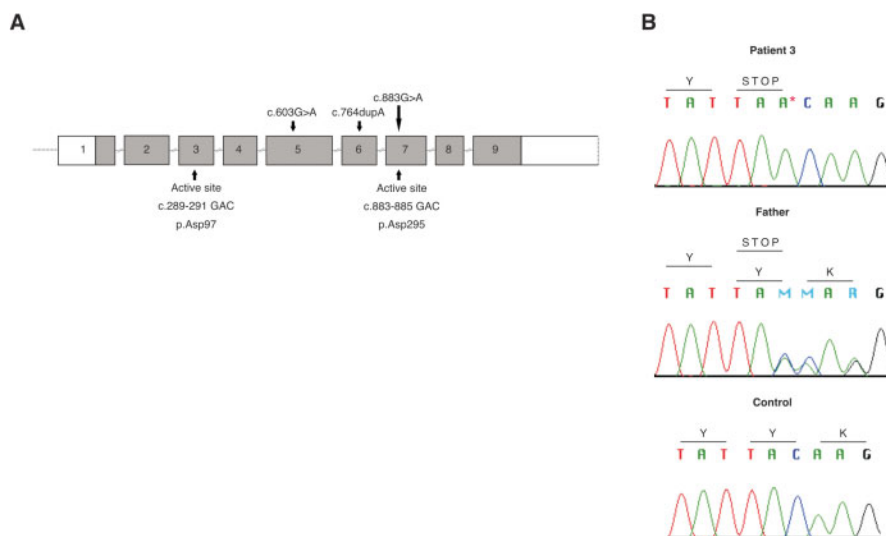 A
c.603G>A
c.764dupA
c.883G>A
1 2 3 4 5 6 7 8 9
Active site
c.289-291 GAC
p.Asp97
Active site
c.883-885 GAC
p.Asp295
B
Patient 3
Y STOP
T A T T A A * C A A G
Father
STOP
Y
Y K
T A T T A M M A R G
Control
Y Y K
T A T T A C A A G